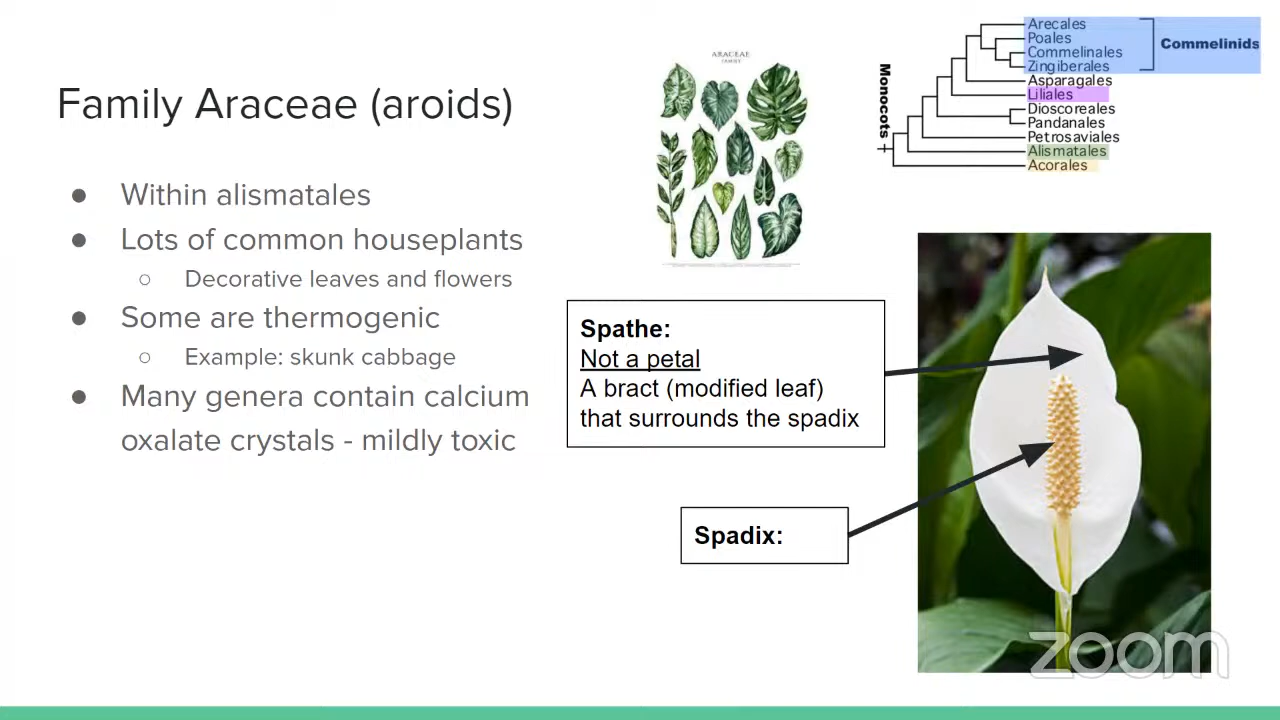 Family Araceae (aroids)
● Within alismatales
● Lots of common houseplants
○ Decorative leaves and flowers
● Some are thermogenic
○ Example: skunk cabbage
● Many genera contain calcium
oxalate crystals - mildly toxic
ARACEAE
FAMILY
Monocots
Arecales
Poales
Commelinales
Zingiberales
Commelinids
Asparagales
Liliales
Dioscoreales
Pandanales
Petrosaviales
Alismatales
Acorales
Spathe:
Not a petal
A bract (modified leaf)
that surrounds the spadix
Spadix:
zoom